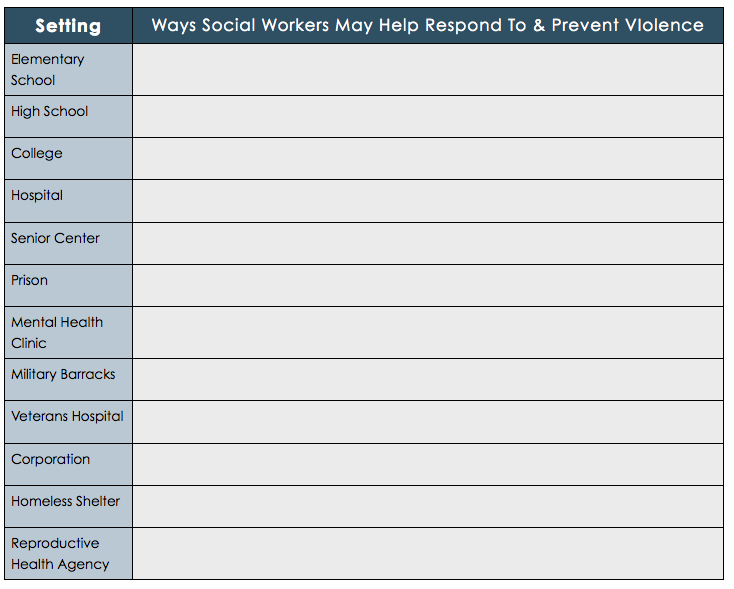 Setting
Ways Social Workers May Help Respond To & Prevent VIolence
Elementary
School
High School
College
Hospital
Senior Center
Prison
Mental Health
Clinic
Military Barracks
Veterans Hospital
Corporation
Homeless Shelter
Reproductive
Health Agency